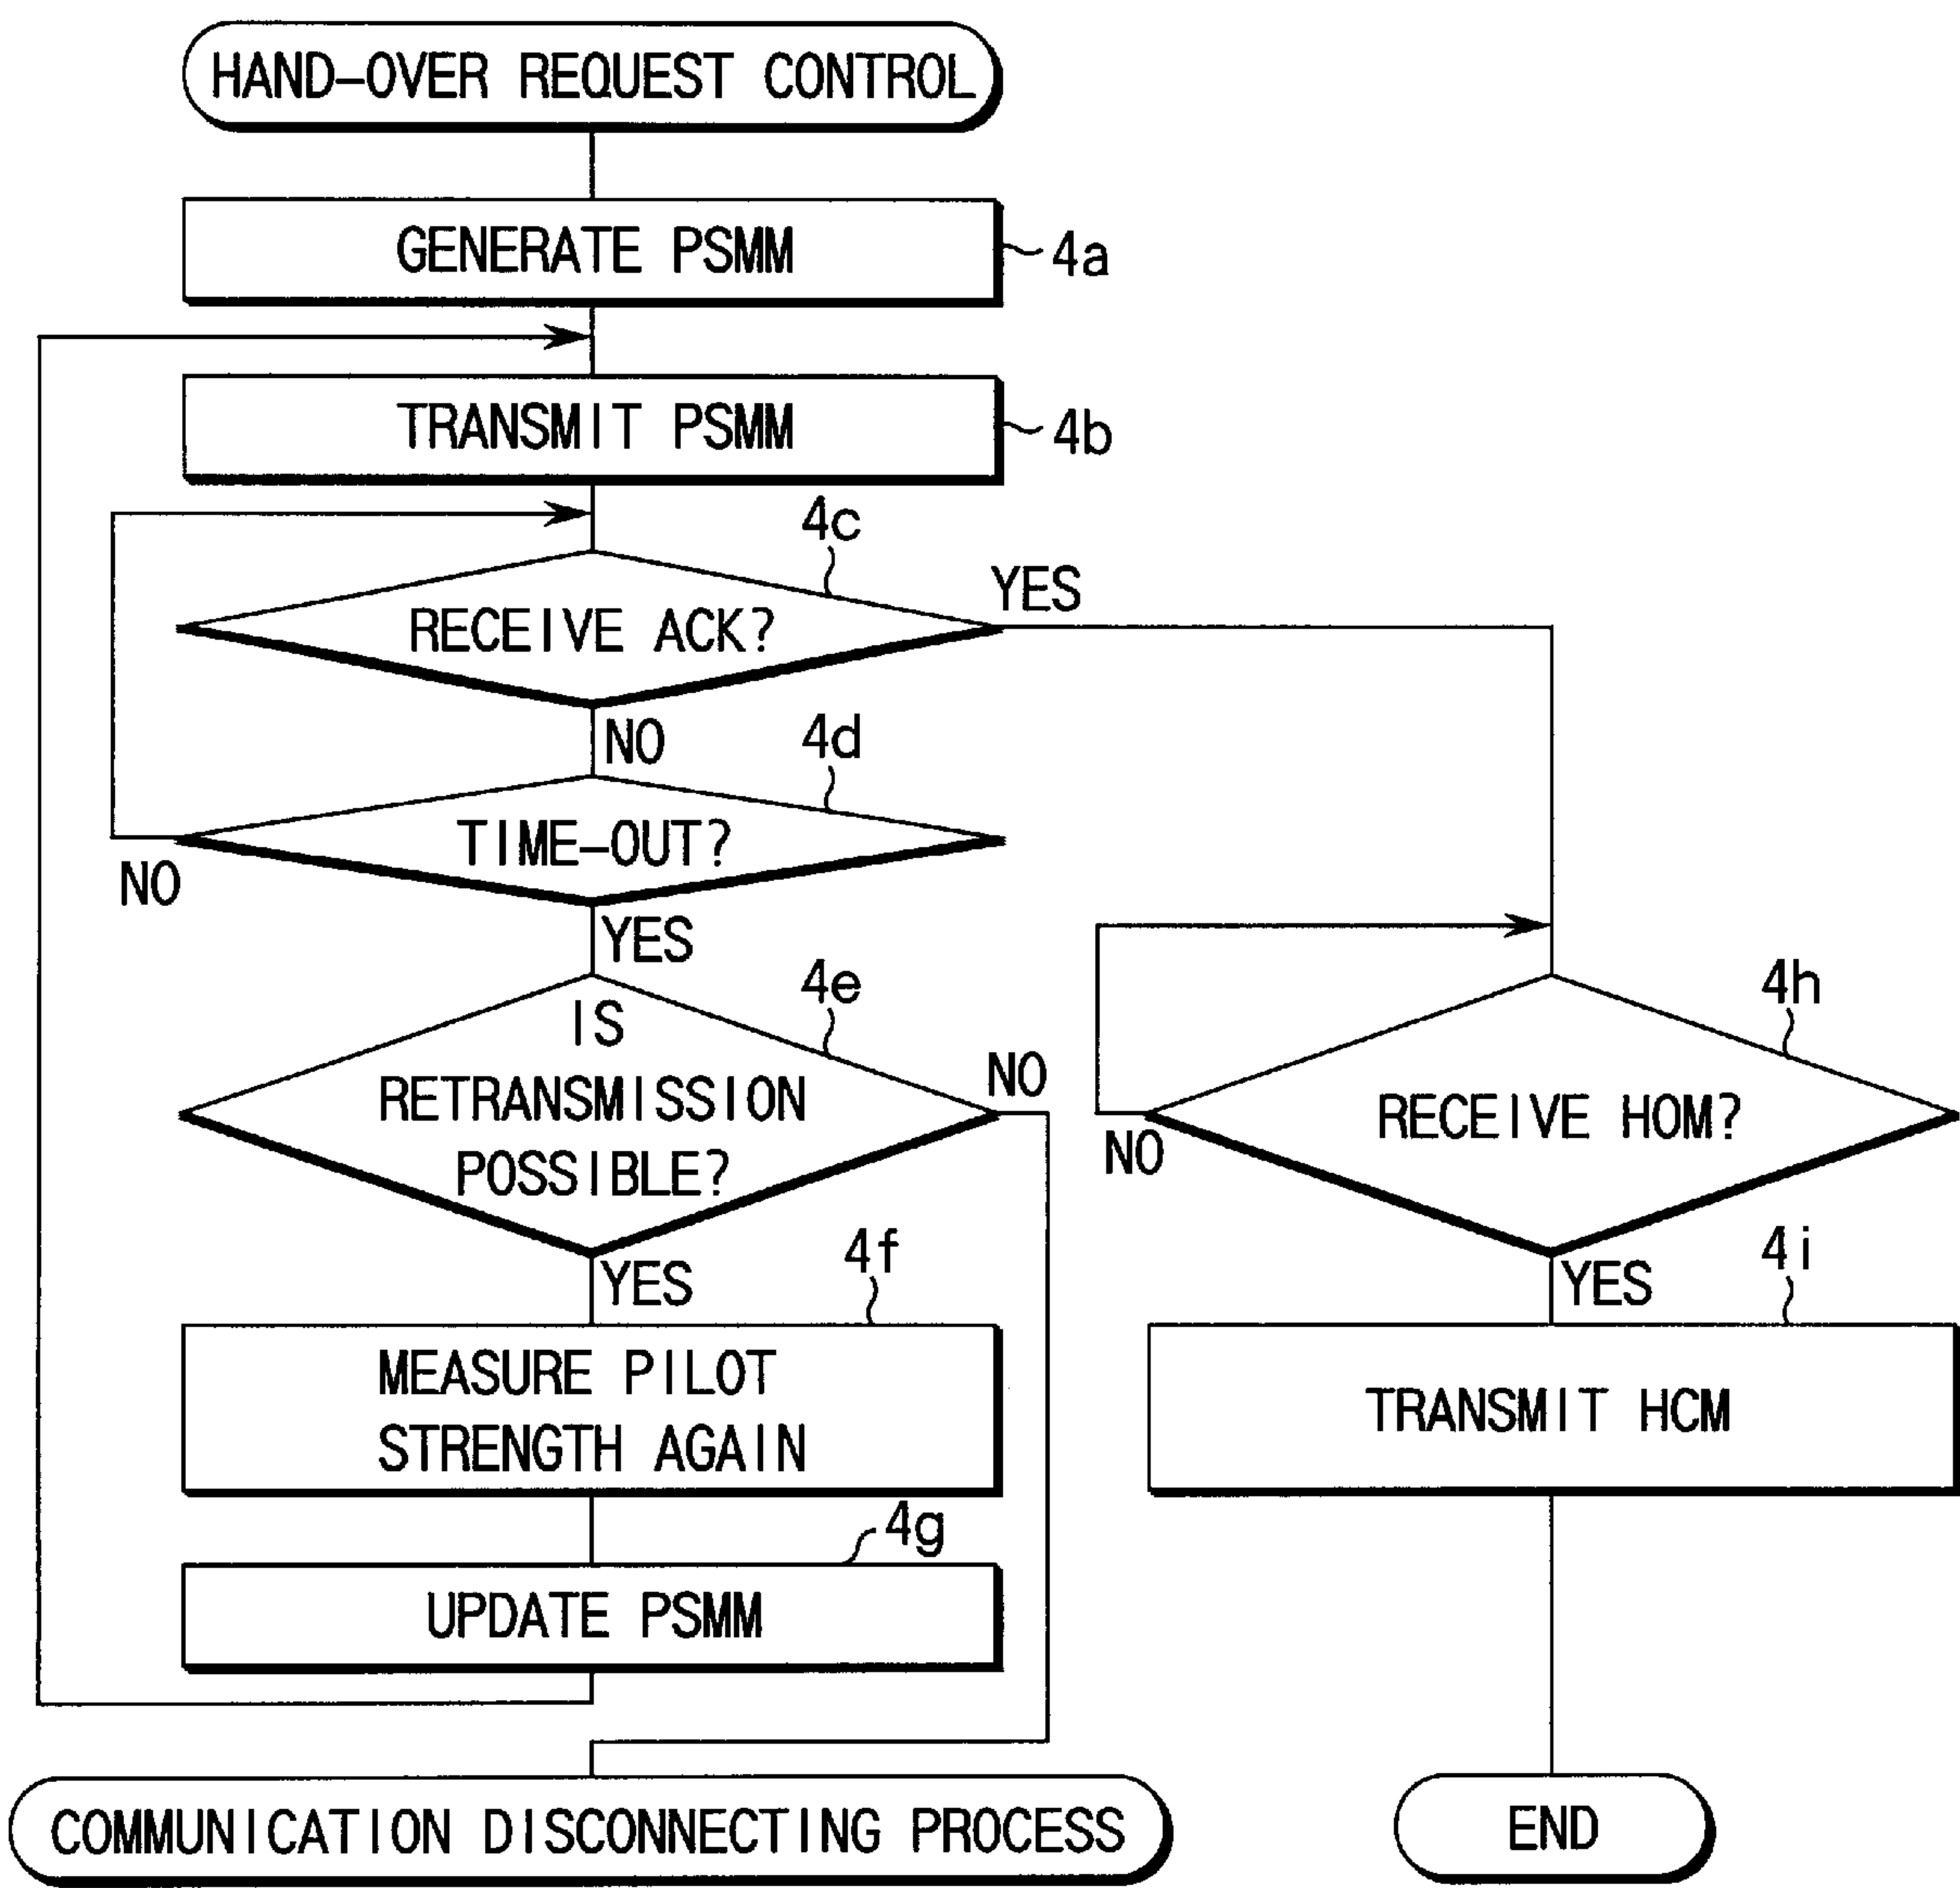 HAND-OVER REQUEST CONTROL
GENERATE PSMM
4a
TRANSMIT PSMM
4b
4c
RECEIVE ACK?
YES
NO
4d
TIME-OUT?
NO
YES
4e
IS
RETRANSMISSION
POSSIBLE?
NO
YES
4f
MEASURE PILOT
STRENGTH AGAIN
4g
UPDATE PSMM
COMMUNICATION DISCONNECTING PROCESS
4h
RECEIVE HOM?
NO
YES
4i
TRANSMIT HCM
END